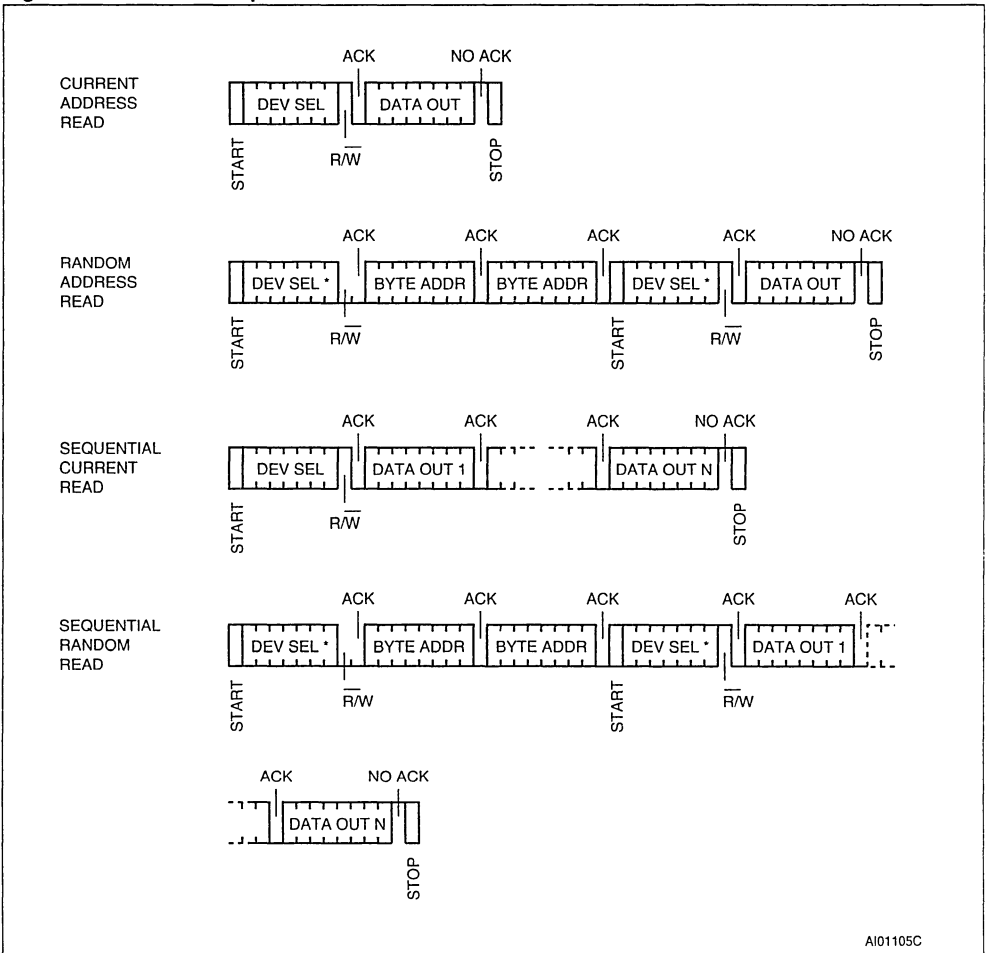 ACK NO ACK
CURRENT
ADDRESS
READ
DEV SEL DATA OUT
START R/W̅ STOP
ACK ACK ACK ACK NO ACK
RANDOM
ADDRESS
READ
DEV SEL * BYTE ADDR BYTE ADDR DEV SEL * DATA OUT
START R/W̅ START R/W̅ STOP
ACK ACK ACK NO ACK
SEQUENTIAL
CURRENT
READ
DEV SEL DATA OUT 1 DATA OUT N
START R/W̅ STOP
ACK ACK ACK ACK ACK
SEQUENTIAL
RANDOM
READ
DEV SEL * BYTE ADDR BYTE ADDR DEV SEL * DATA OUT 1
START R̅/W START R̅/W
ACK NO ACK
DATA OUT N
STOP
AI01105C